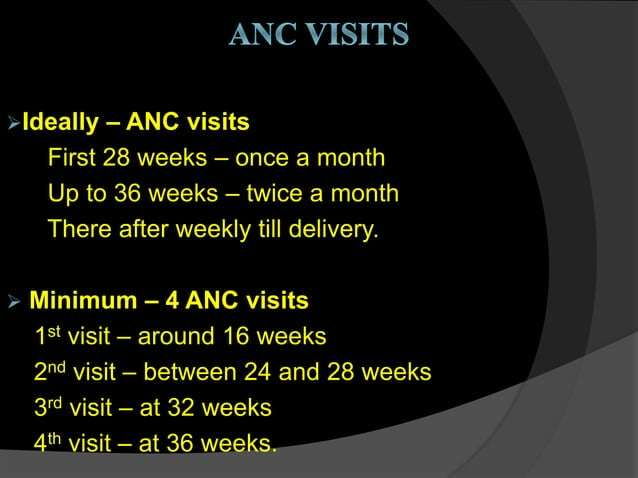 ANC VISITS
➢Ideally – ANC visits
First 28 weeks – once a month
Up to 36 weeks – twice a month
There after weekly till delivery.
➢ Minimum – 4 ANC visits
1st visit – around 16 weeks
2nd visit – between 24 and 28 weeks
3rd visit – at 32 weeks
4th visit – at 36 weeks.